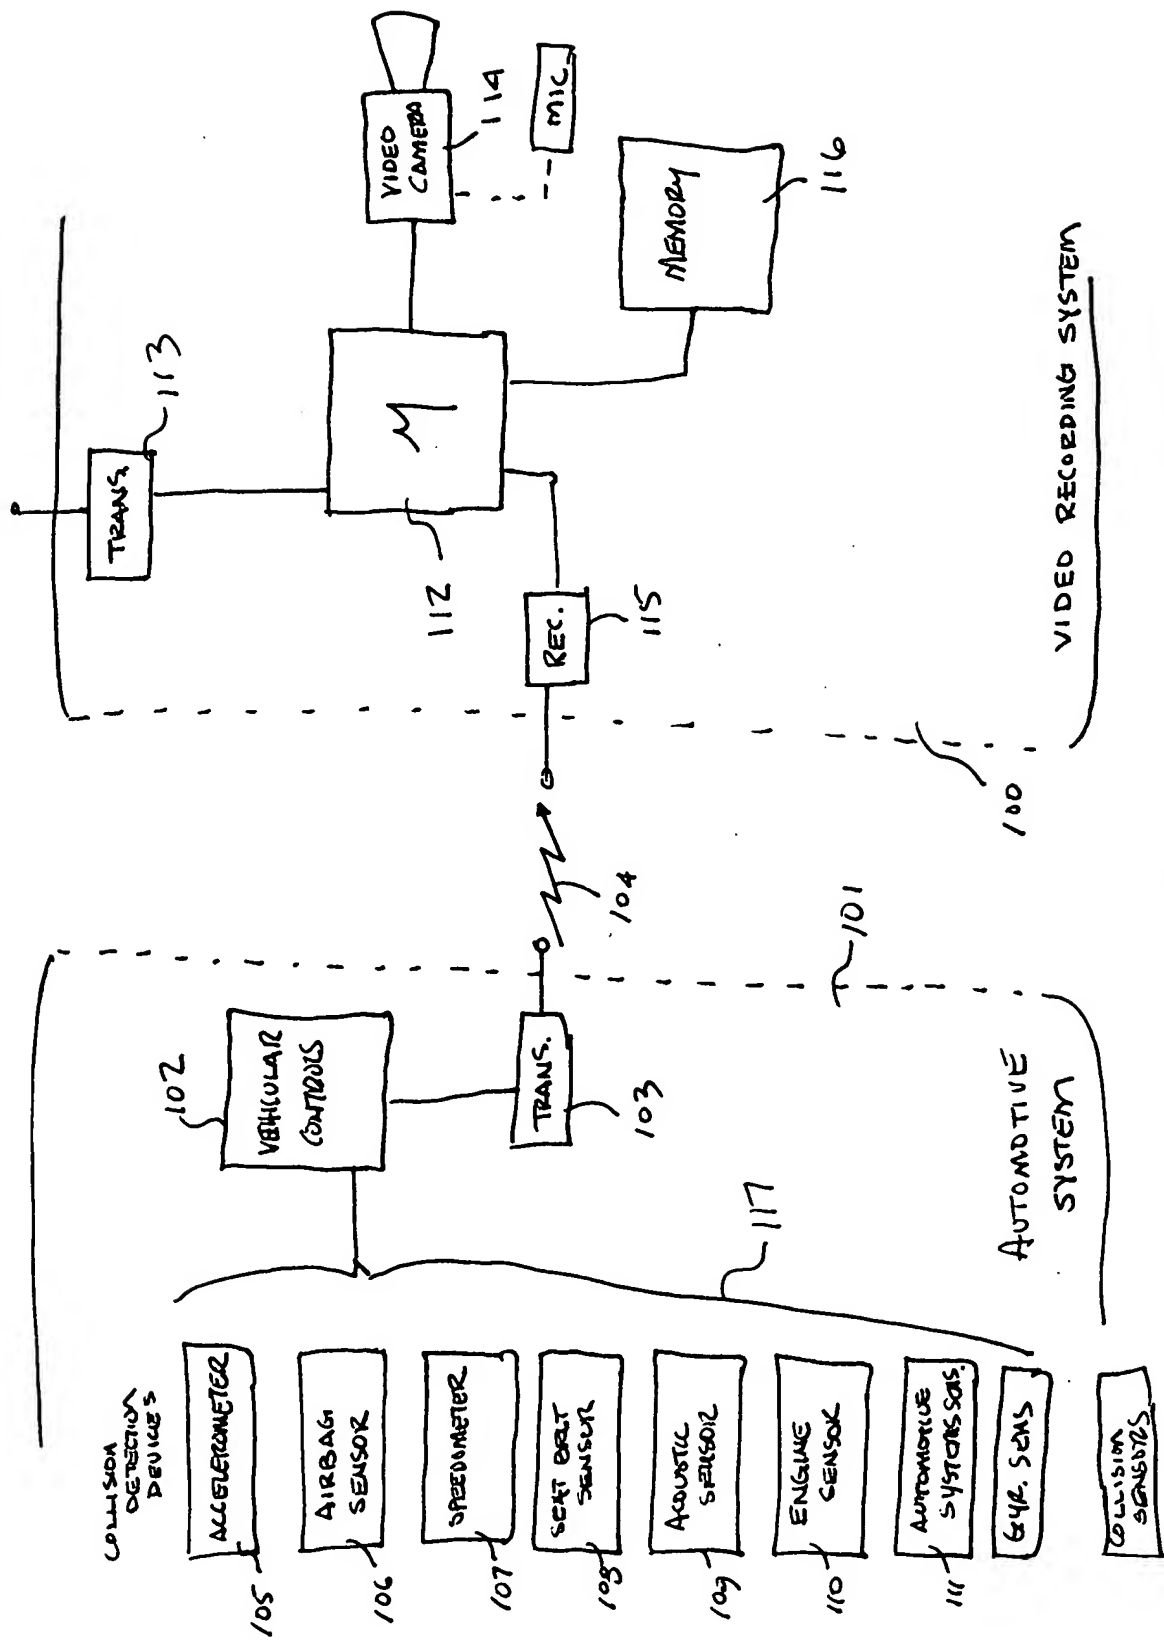 COLLISION
DETECTION
DEVICES
ACCELEROMETER
105
AIRBAG
SENSOR
106
SPEEDOMETER
107
SEAT BELT
SENSOR
108
ACOUSTIC
SENSOR
109
ENGINE
SENSOR
110
AUTOMOTIVE
111
GYR. SENS
COLLISION
SENSORS
117
VEHICULAR
CONTROLS
102
TRANS.
103
AUTOMOTIVE
SYSTEM
101
104
100
REC.
115
112
TRANS.
113
VIDEO
CAMERA
114
MIC
MEMORY
116
VIDEO RECORDING SYSTEM